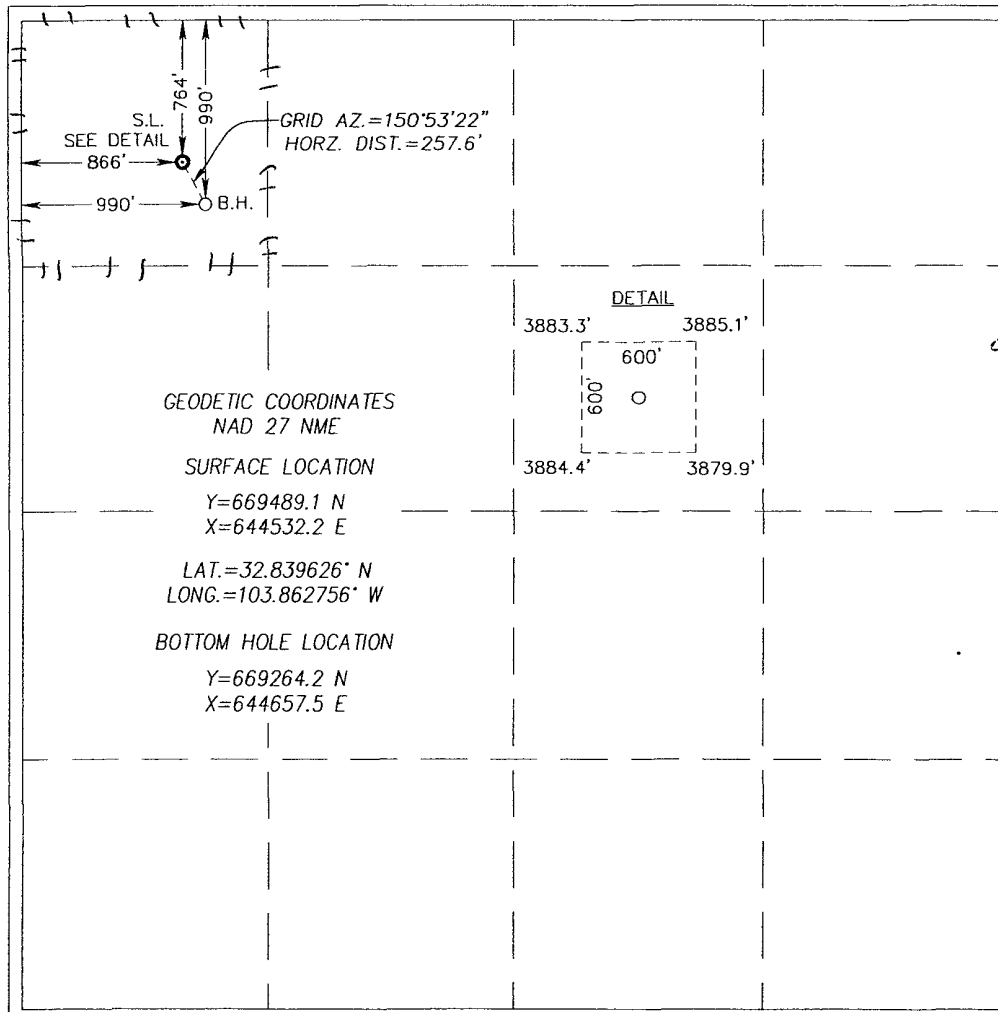 764'
990'
S.L.
SEE DETAIL
GRID AZ.=150°53'22"
HORZ. DIST.=257.6'
866'
990'
B.H.
DETAIL
3883.3'
3885.1'
600'
600'
3884.4'
3879.9'
GEODETIC COORDINATES
NAD 27 NME
SURFACE LOCATION
Y=669489.1 N
X=644532.2 E
LAT.=32.839626° N
LONG.=103.862756° W
BOTTOM HOLE LOCATION
Y=669264.2 N
X=644657.5 E